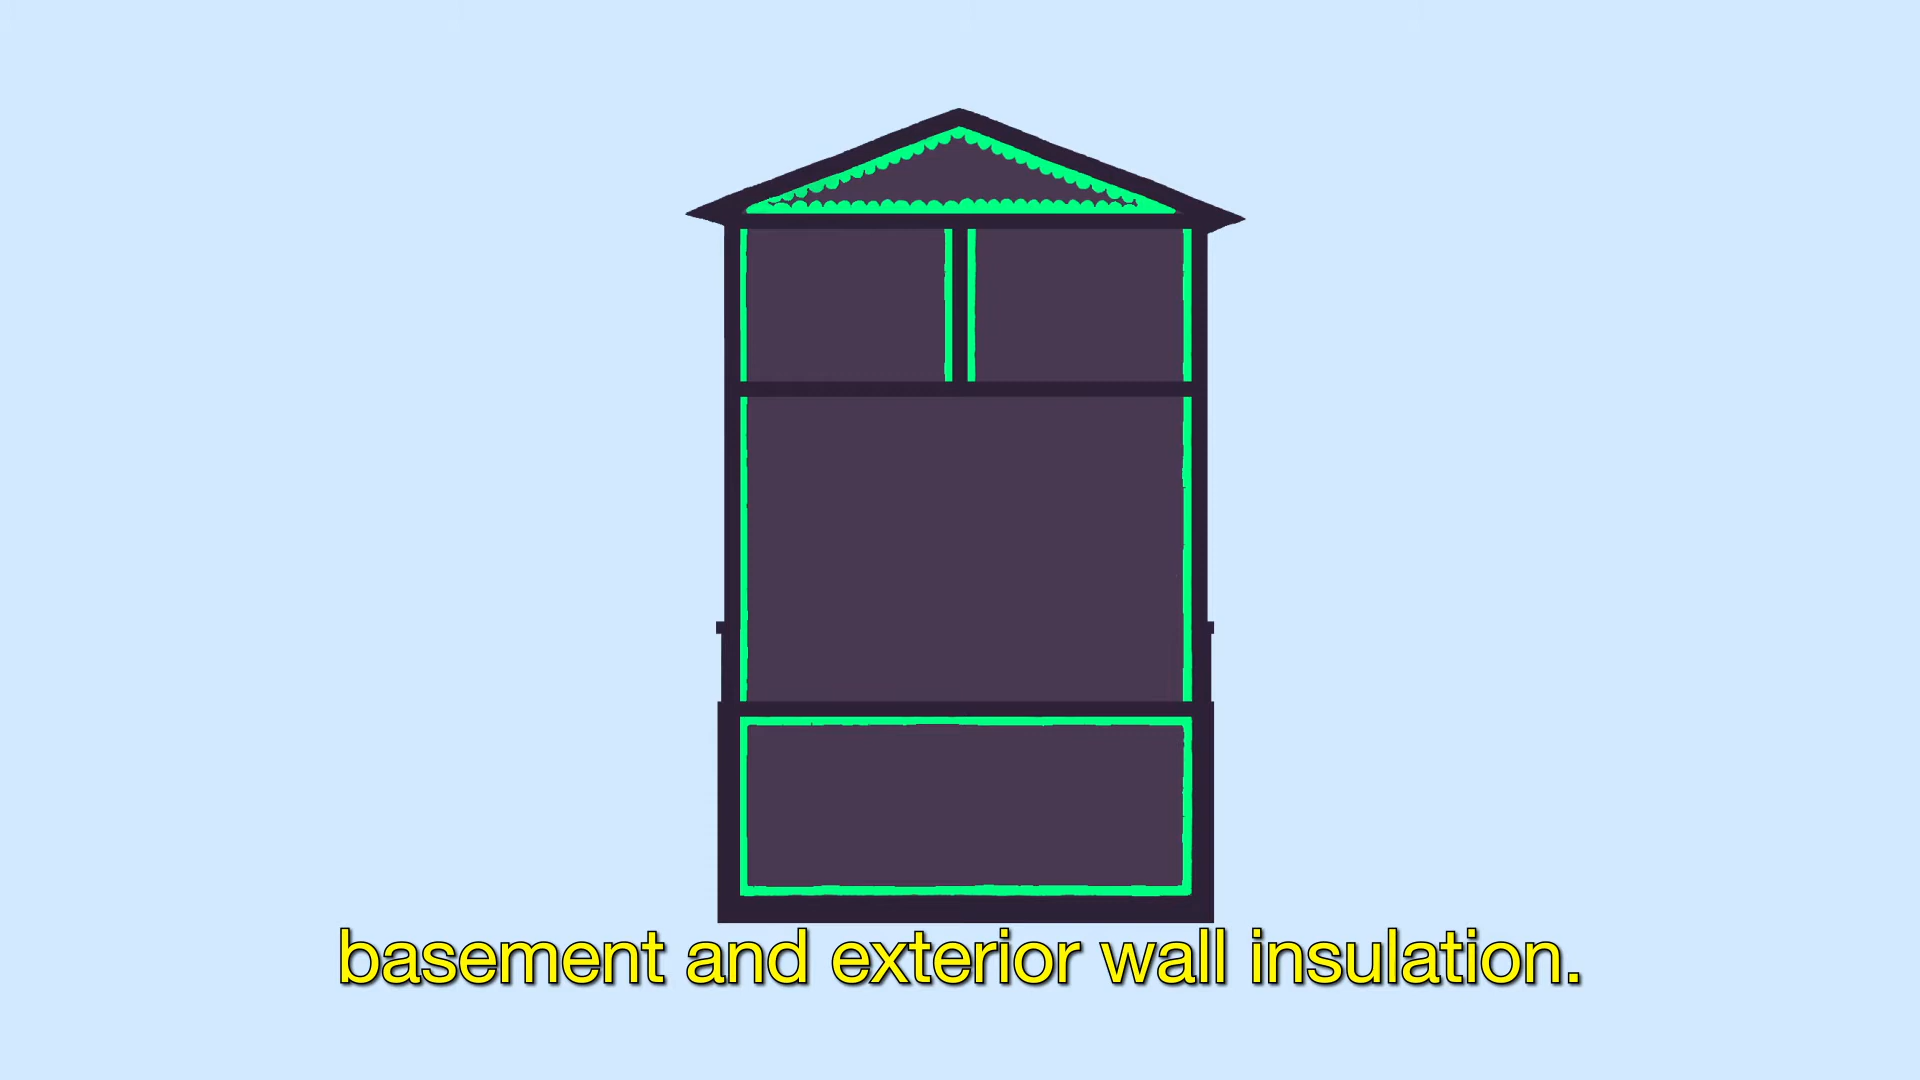 basement and exterior wall insulation.